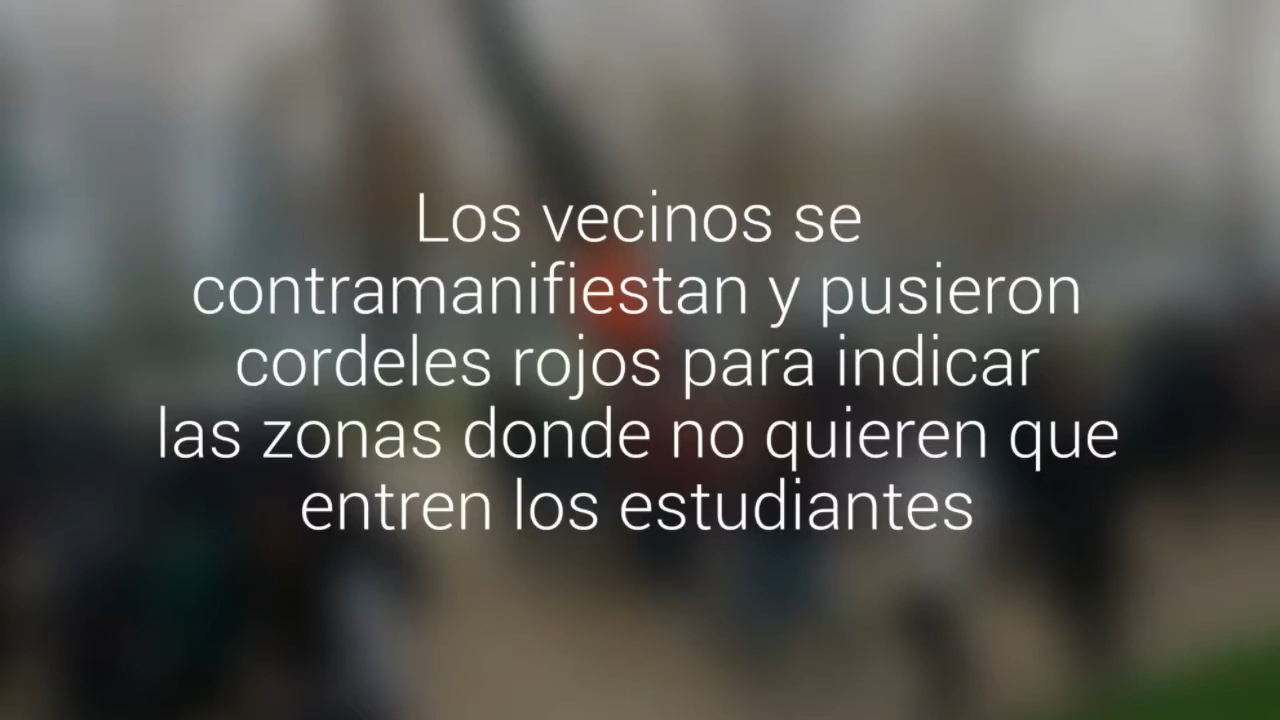 Los vecinos se
contramanifiestan y pusieron
cordeles rojos para indicar
las zonas donde no quieren que
entren los estudiantes